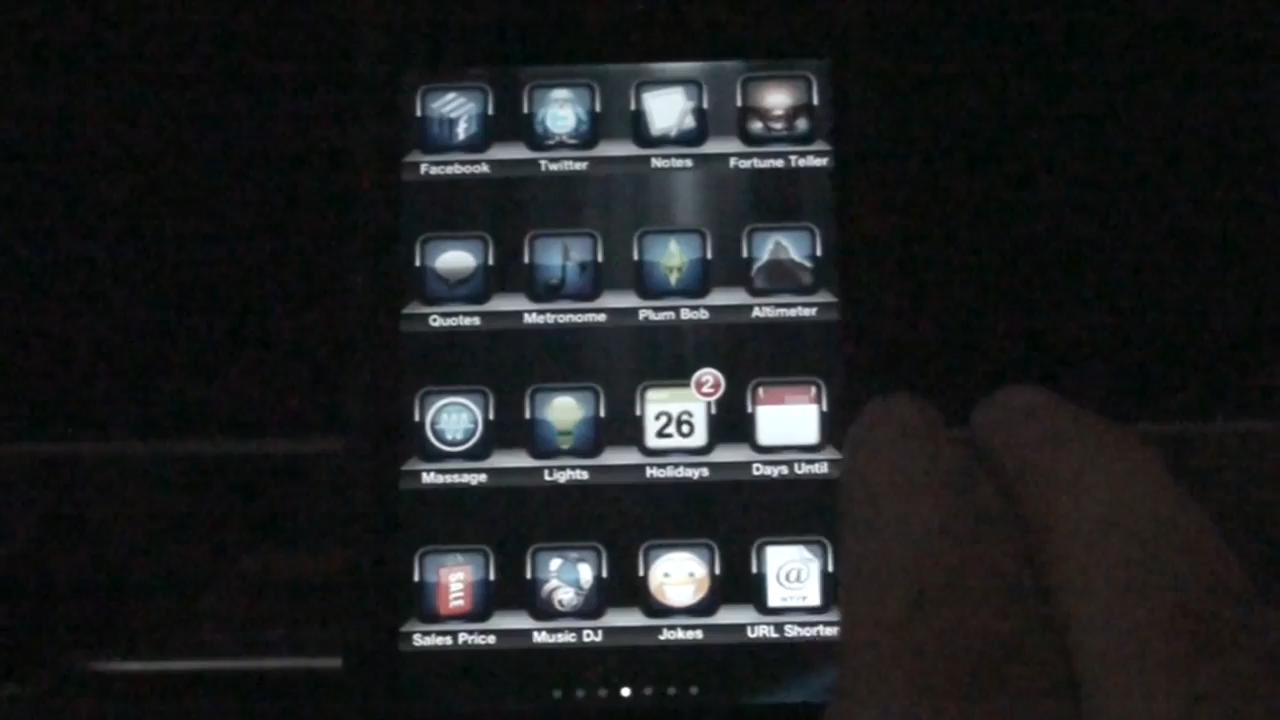 Facebook Twitter Notes Fortune Teller
Quotes Metronome Plum Bob Altimeter
2
26
Massage Lights Holidays Days Until
SALE
@
Sales Price Music DJ Jokes URL Shorter